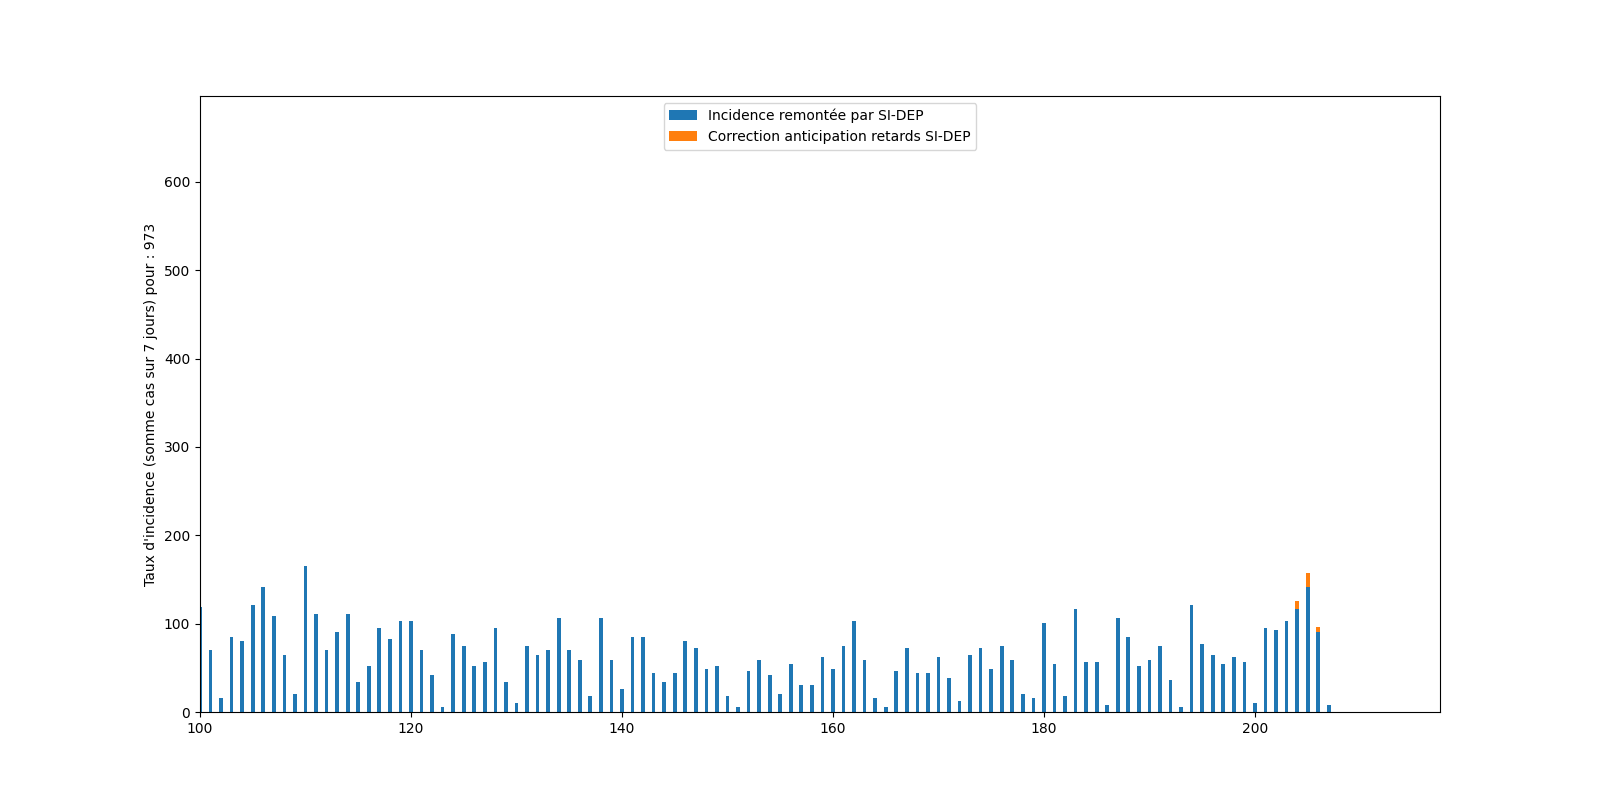 Incidence remontée par SI-DEP
Correction anticipation retards SI-DEP
Taux d'incidence (somme cas sur 7 jours) pour : 973
600
500
400
300
200
100
0
100 120 140 160 180 200